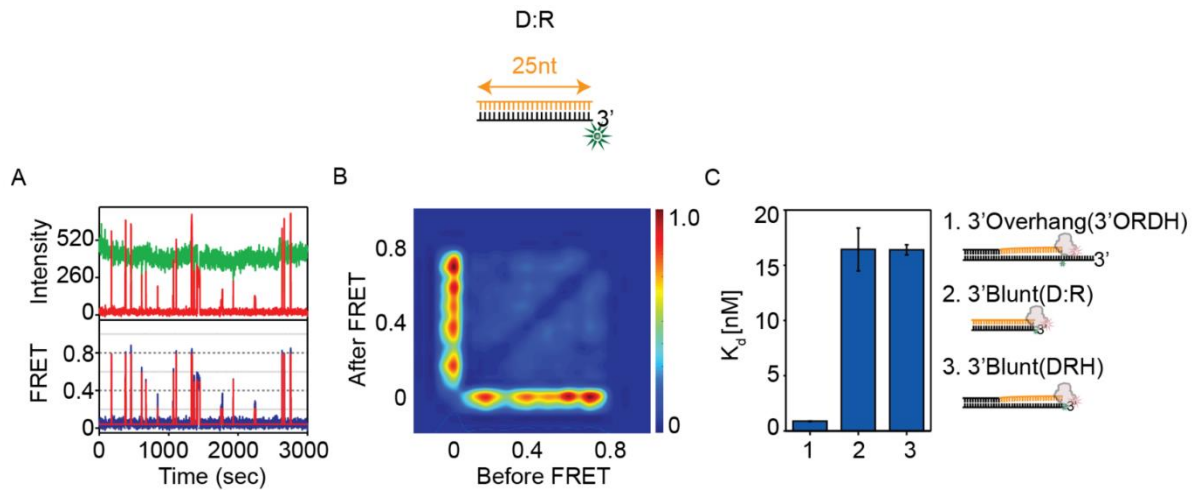 D:R
25nt
3'
A
B
C
Intensity
520
260
0
FRET
0.8
0.4
0
0
1000
2000
3000
Time (sec)
After FRET
0.8
0.4
0
0
0.4
0.8
Before FRET
1.0
0
K_d [nM]
20
15
10
5
0
1
2
3
1. 3'Overhang(3'ORDH)
3'
2. 3'Blunt(D:R)
3'
3. 3'Blunt(DRH)
3'